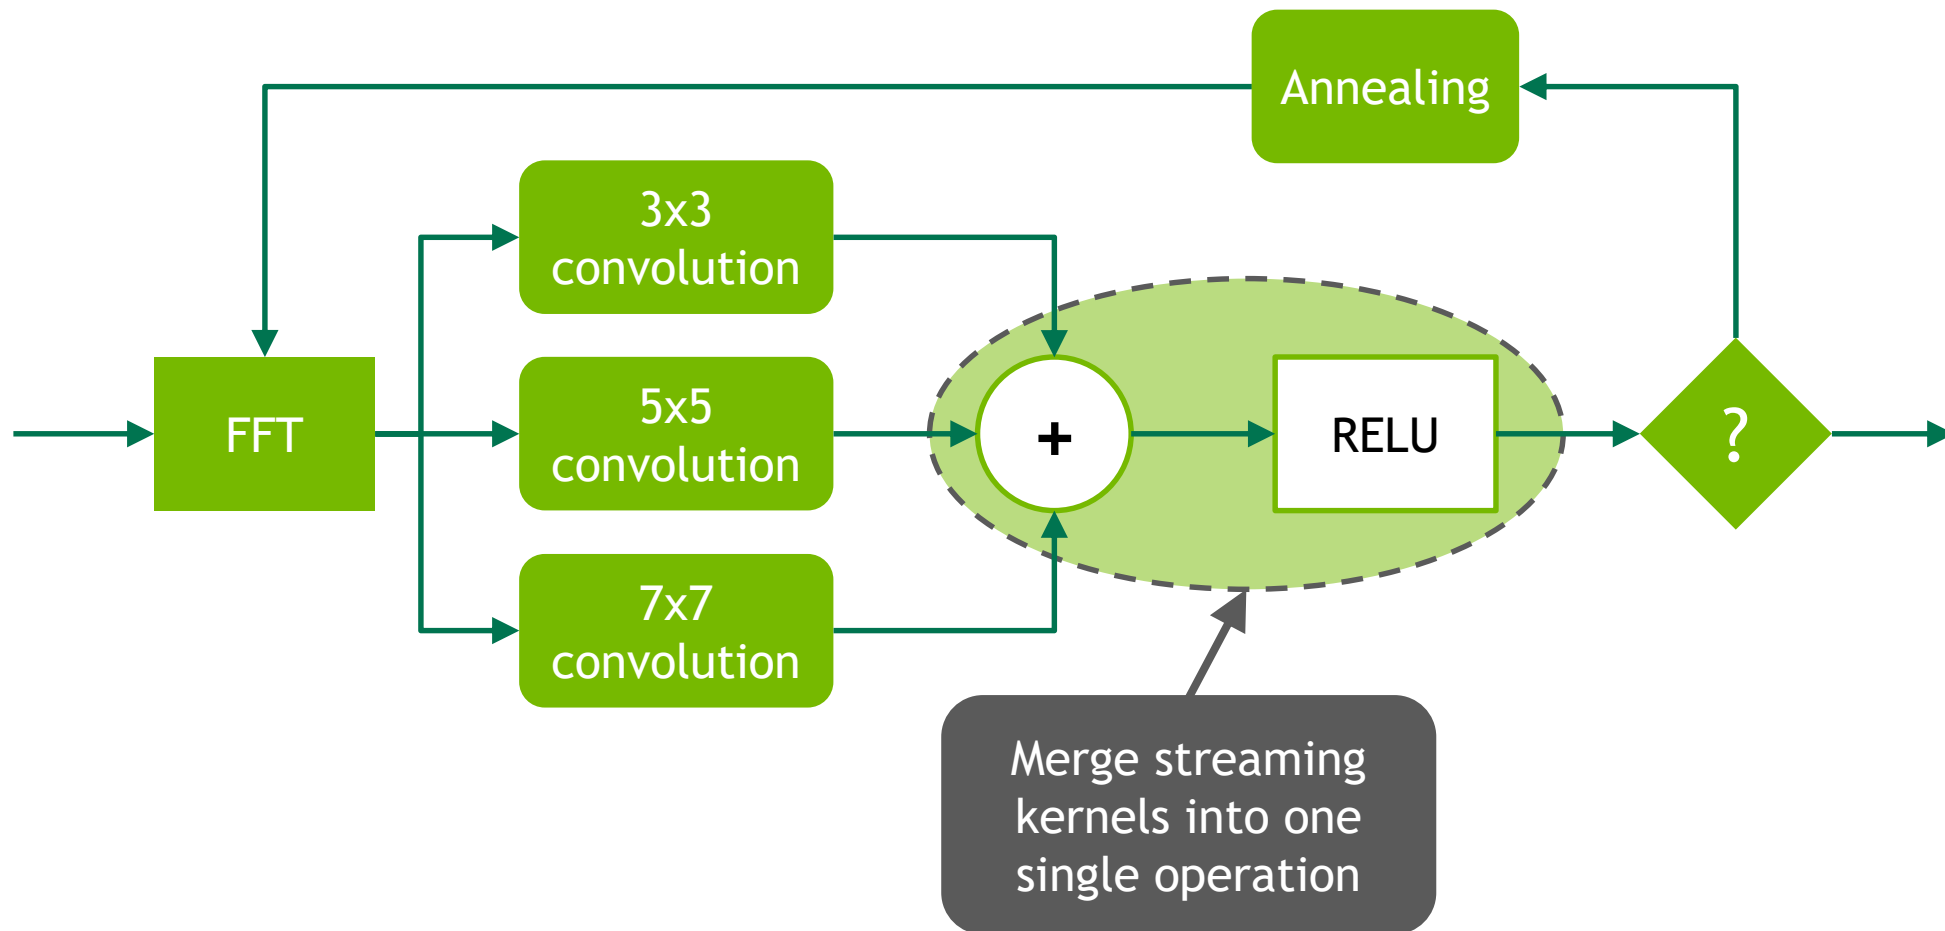 Annealing
3x3
convolution
FFT
5x5
convolution
+
RELU
?
7x7
convolution
Merge streaming
kernels into one
single operation